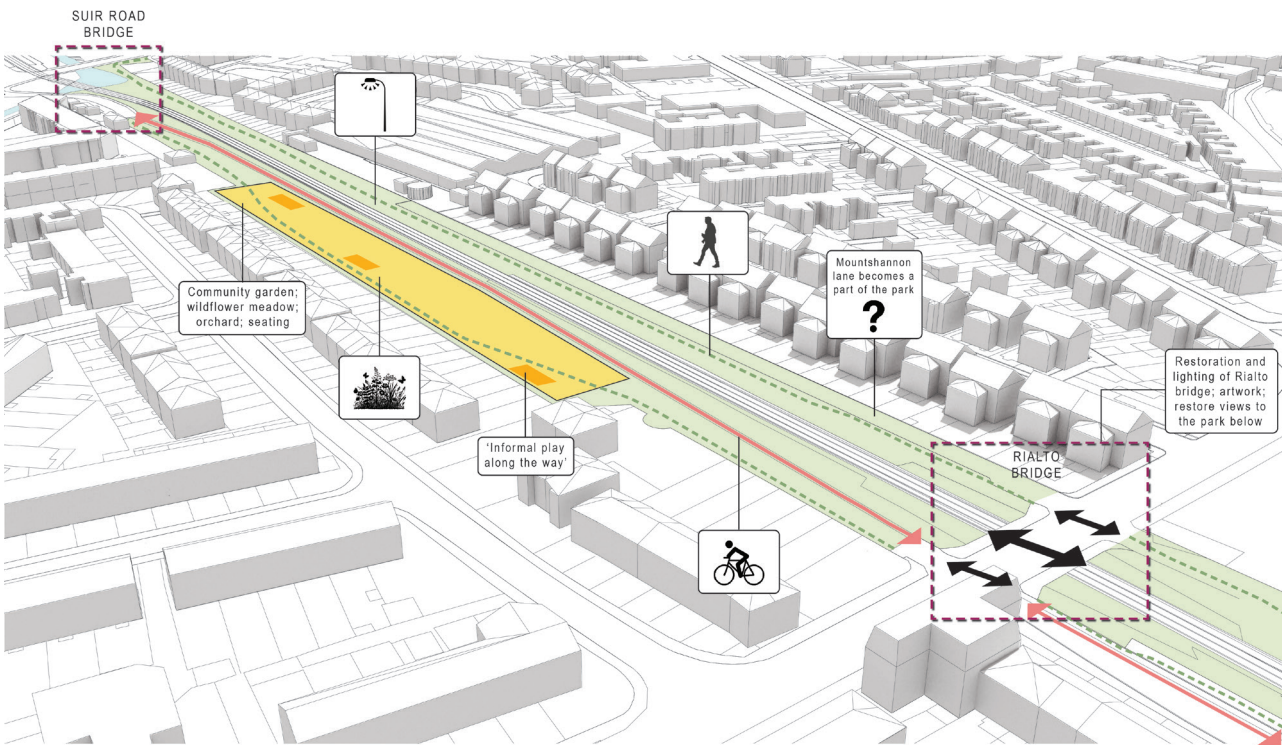 SUIR ROAD
BRIDGE
Community garden;
wildflower meadow;
orchard; seating
'Informal play
along the way'
Mountshannon
lane becomes a
part of the park
?
Restoration and
lighting of Rialto
bridge; artwork;
restore views to
the park below
RIALTO
BRIDGE